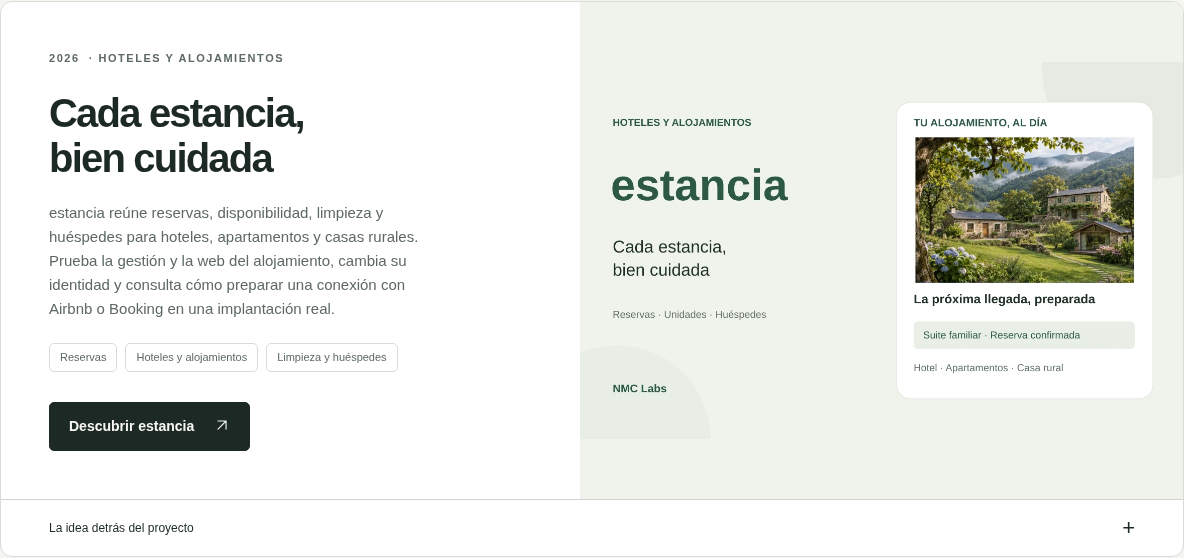 2026 · HOTELES Y ALOJAMIENTOS
Cada estancia,
bien cuidada
estancia reúne reservas, disponibilidad, limpieza y
huéspedes para hoteles, apartamentos y casas rurales.
Prueba la gestión y la web del alojamiento, cambia su
identidad y consulta cómo preparar una conexión con
Airbnb o Booking en una implantación real.
Reservas
Hoteles y alojamientos
Limpieza y huéspedes
Descubrir estancia
HOTELES Y ALOJAMIENTOS
estancia
Cada estancia,
bien cuidada
Reservas · Unidades · Huéspedes
NMC Labs
TU ALOJAMIENTO, AL DÍA
La próxima llegada, preparada
Suite familiar · Reserva confirmada
Hotel · Apartamentos · Casa rural
La idea detrás del proyecto
+